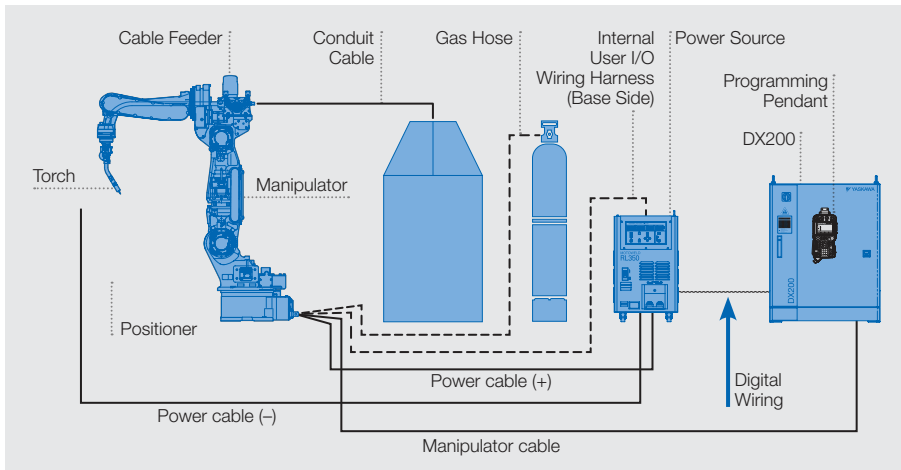 Cable Feeder
Conduit
Cable
Gas Hose
Internal
User I/O
Wiring Harness
(Base Side)
Power Source
Programming
Pendant
DX200
Torch
Manipulator
YASKAWA
RL350
DX200
Positioner
Power cable (+)
Digital
Wiring
Power cable (–)
Manipulator cable